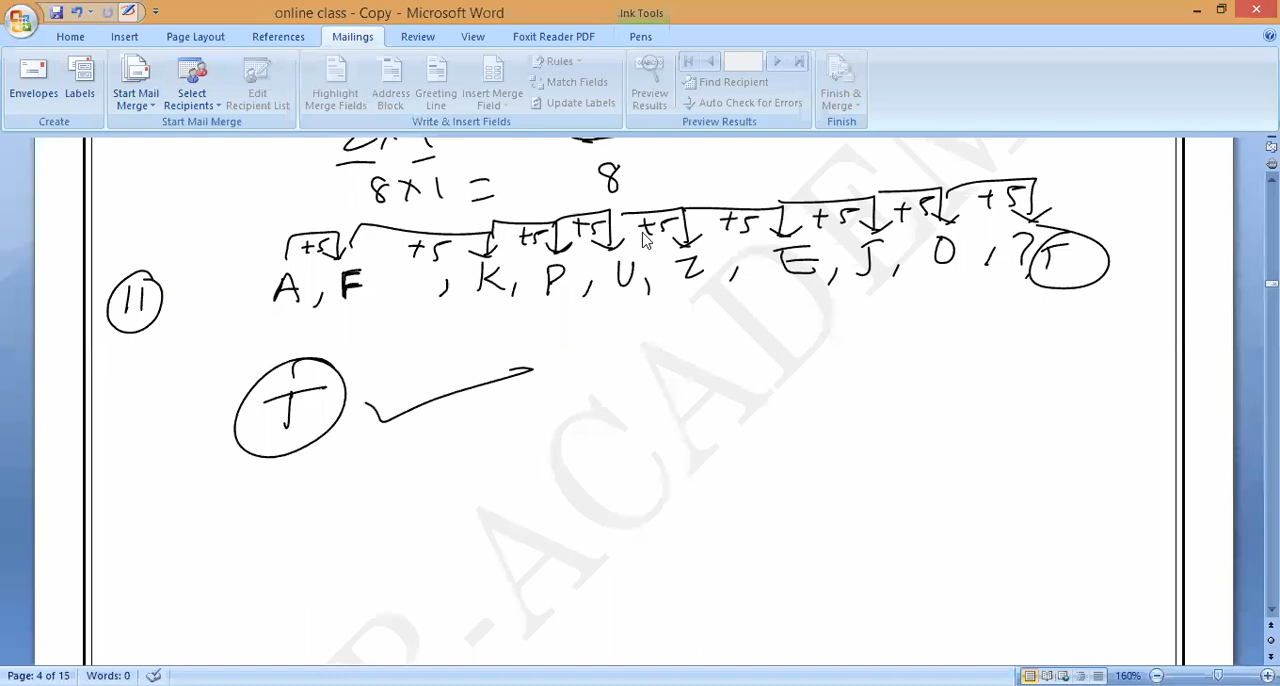 online class - Copy - Microsoft Word
Ink Tools
Home Insert Page Layout References Mailings Review View Foxit Reader PDF Pens
Envelopes Labels Start Mail Merge Select Recipients Edit Recipient List Highlight Merge Fields Address Block Greeting Line Insert Merge Field Rules Match Fields Update Labels Preview Results Find Recipient Auto Check for Errors Finish & Merge
Create Start Mail Merge Write & Insert Fields Preview Results Finish
8 × 1 = 8
+5 +5 +5 +5 +5 +5 +5 +5 +5
11 A, F, K, P, U, Z, E, J, O, ? T
T
-ACADEM
Page: 4 of 15 Words: 0 160%